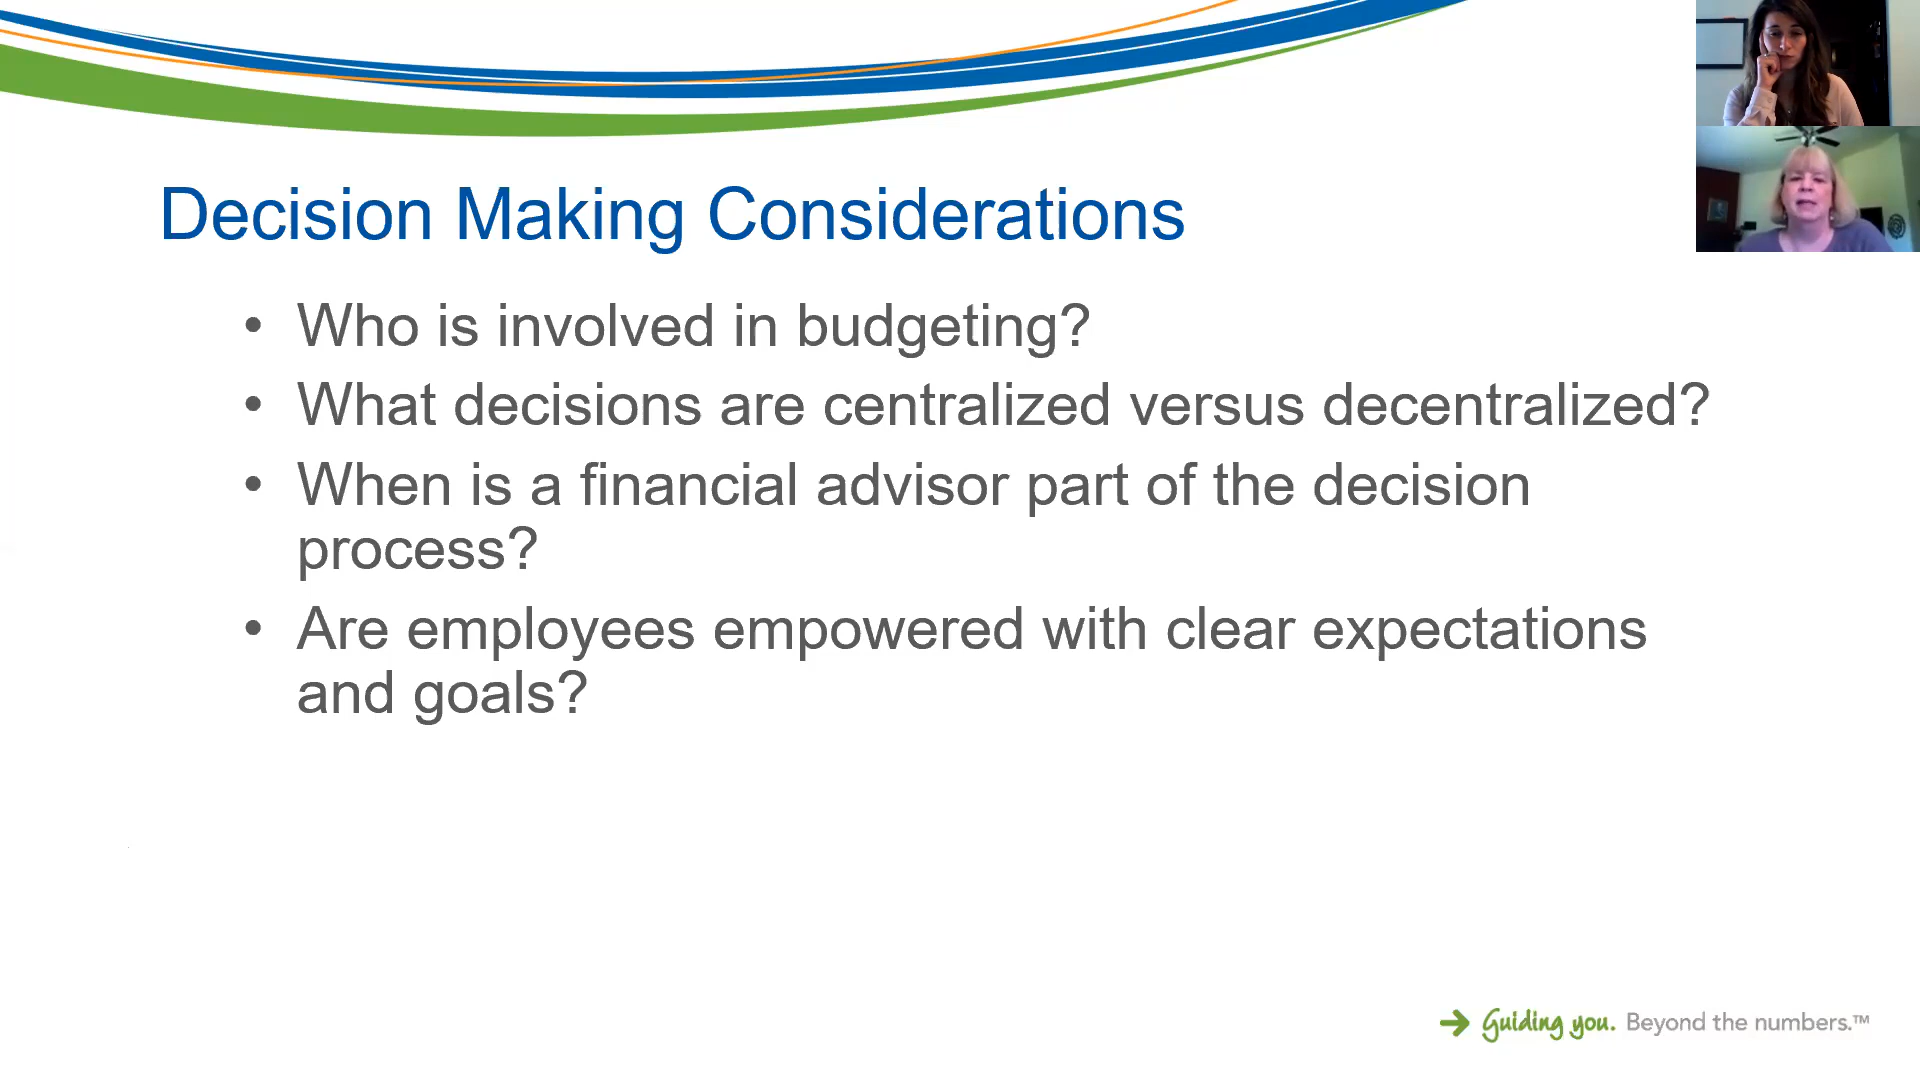 Decision Making Considerations
• Who is involved in budgeting?
• What decisions are centralized versus decentralized?
• When is a financial advisor part of the decision
process?
• Are employees empowered with clear expectations
and goals?
Guiding you. Beyond the numbers.™